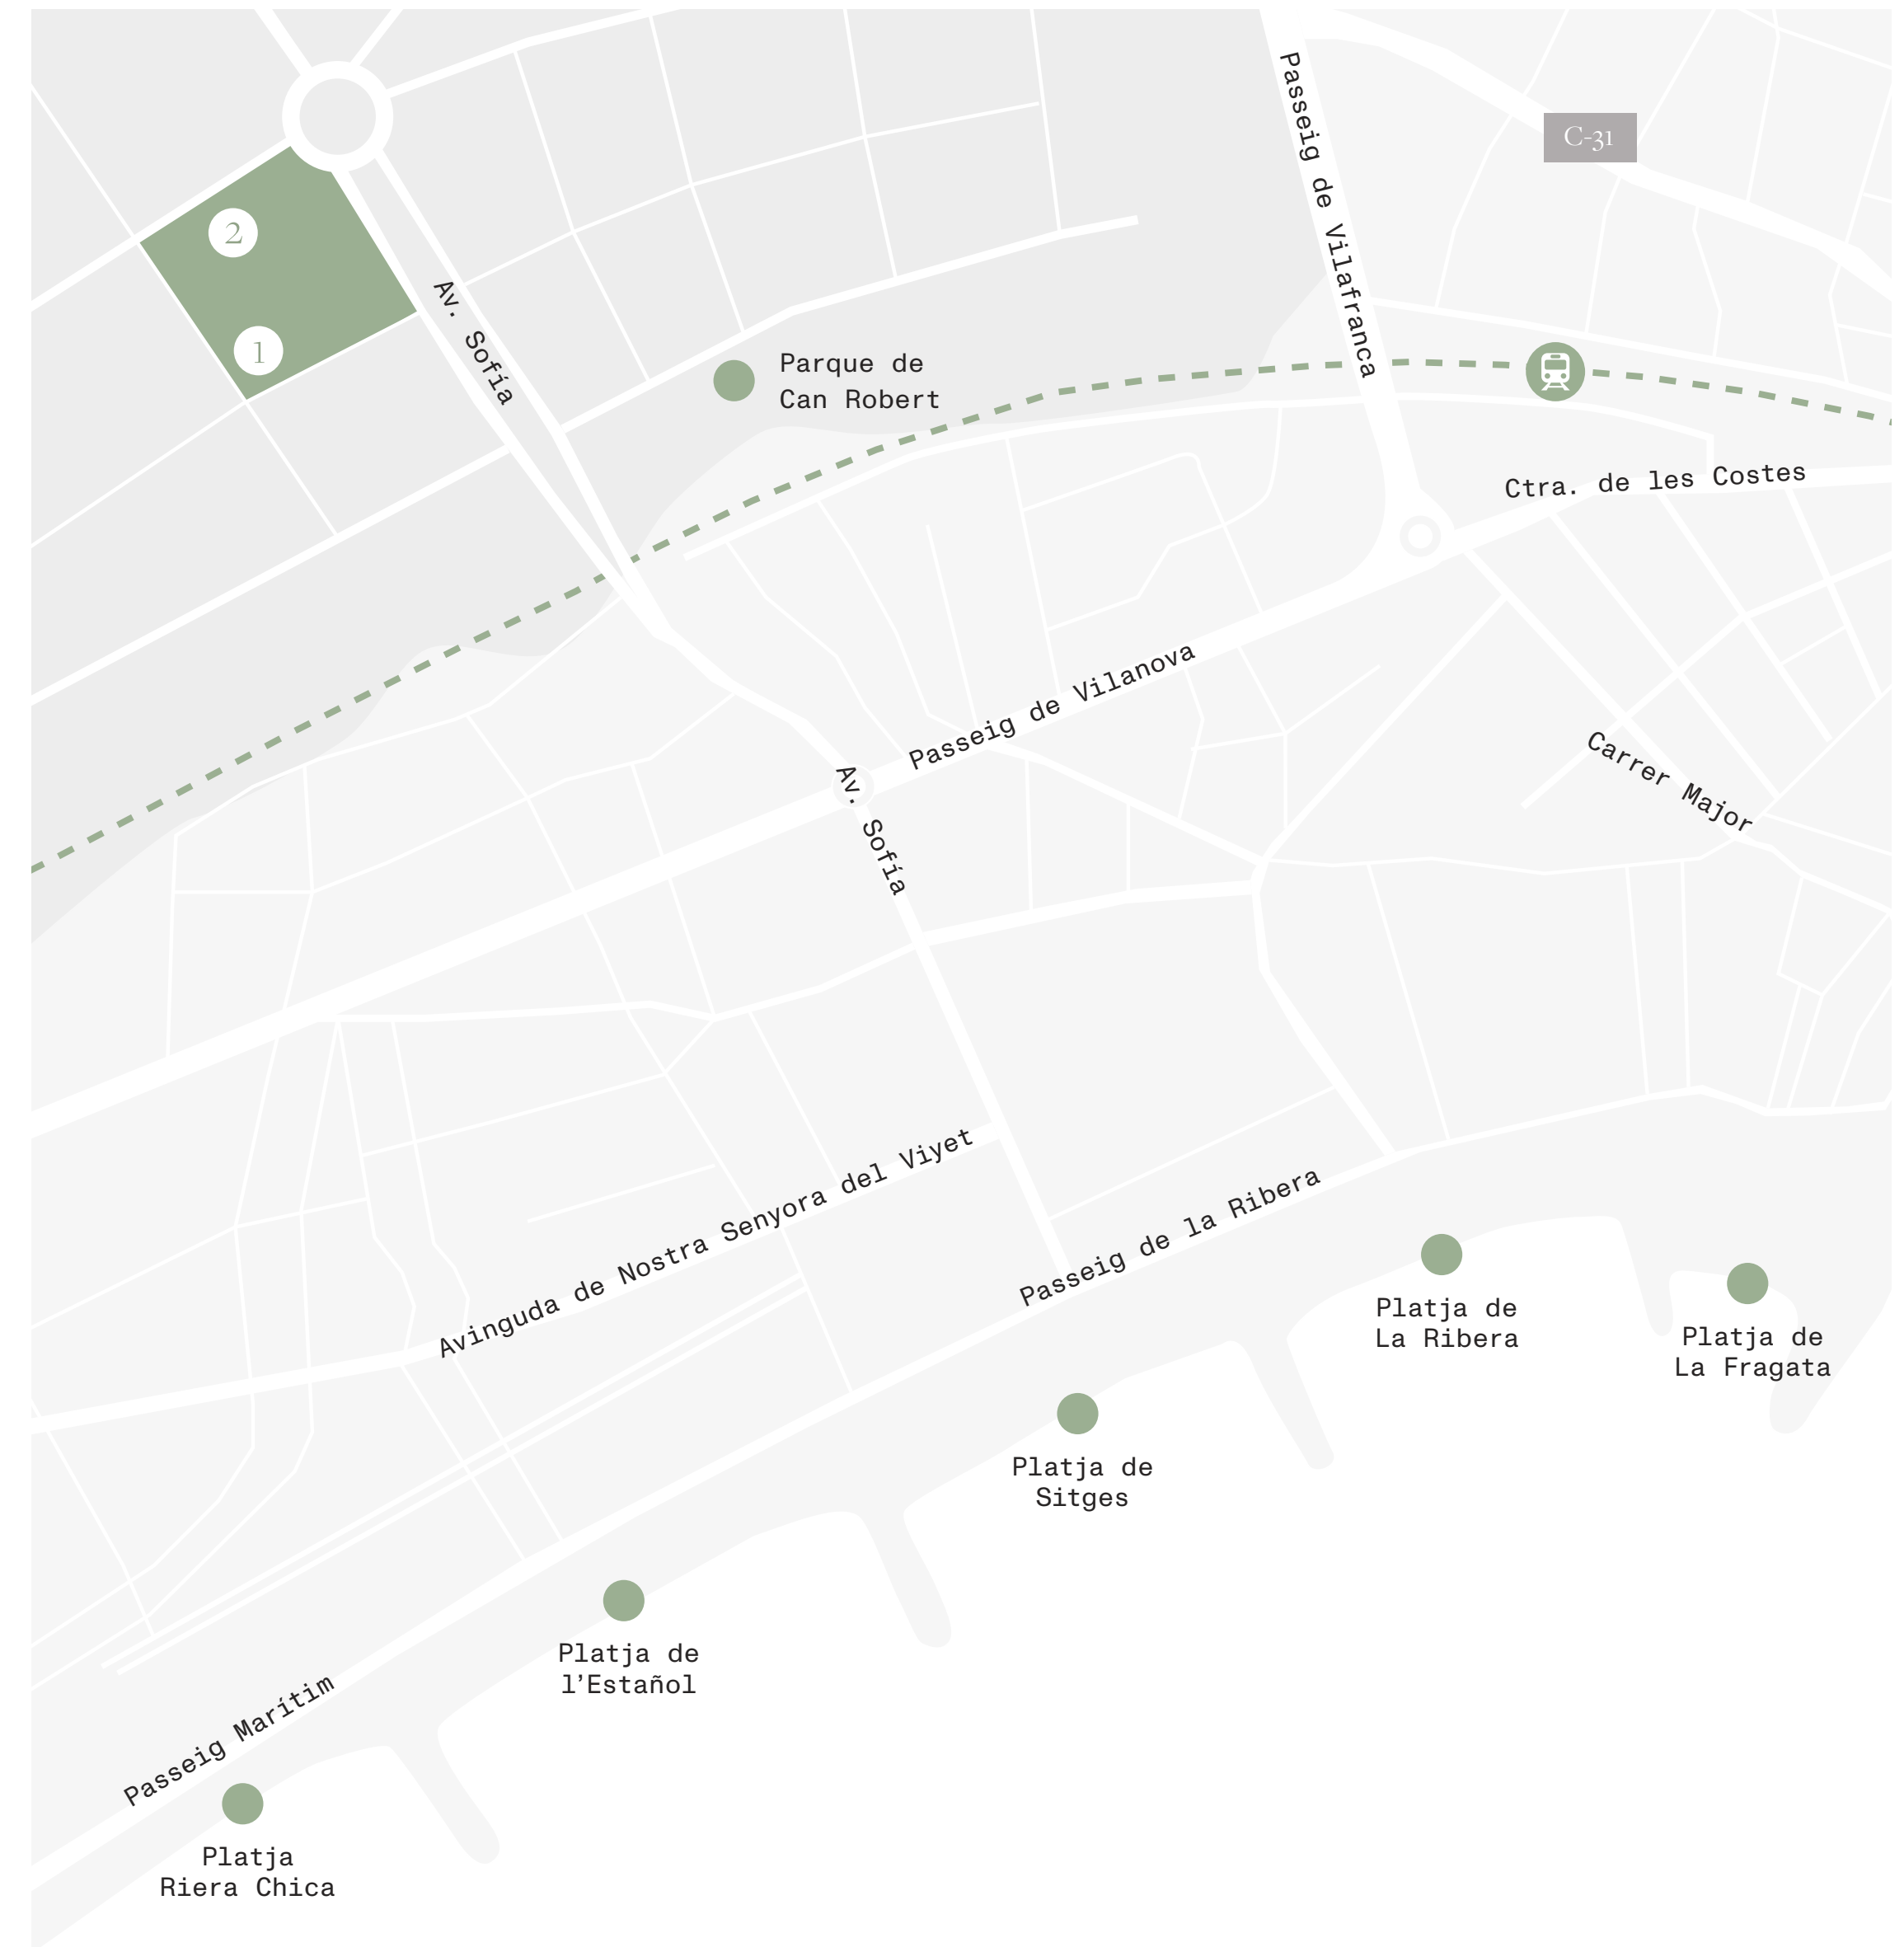 Passeig de Vilafranca
C-31
2
Av. Sofía
1
Parque de
Can Robert
Ctra. de les Costes
Passeig de Vilanova
Carrer Major
Av. Sofía
Avinguda de Nostra Senyora del Viyet
Passeig de la Ribera
Platja de
La Ribera
Platja de
La Fragata
Platja de
Sitges
Platja de
l’Estañol
Passeig Marítim
Platja
Riera Chica